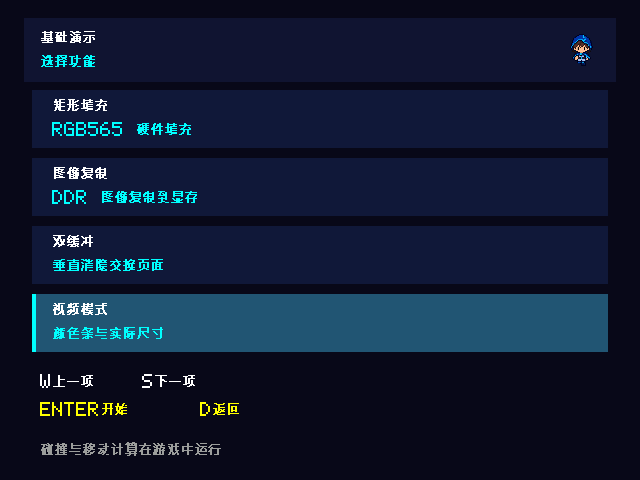 基础演示
选择功能
矩形填充
RGB565 硬件填充
图像复制
DDR 图像复制到显存
双缓冲
垂直消隐交换页面
视频模式
颜色条与实际尺寸
W上一项 S下一项
ENTER开始 D返回
碰撞与移动计算在游戏中运行